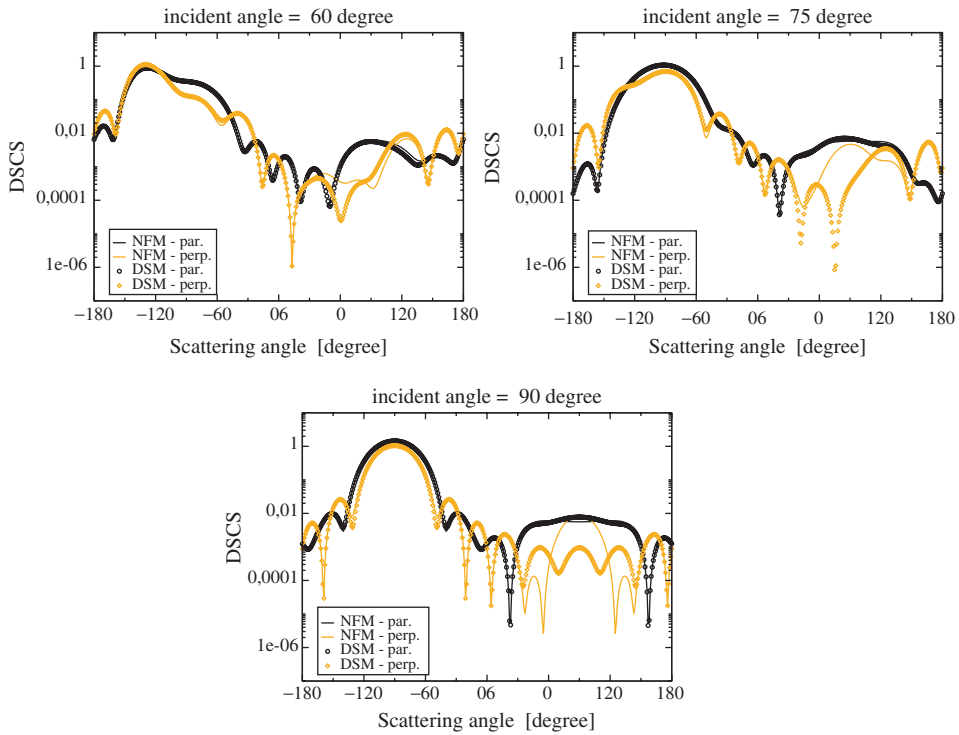 incident angle = 60 degree
DSCS
1
0,01
0,0001
1e-06
NFM - par.
NFM - perp.
DSM - par.
DSM - perp.
−180 −120 −60 06 0 120 180
Scattering angle [degree]
incident angle = 75 degree
DSCS
1
0,01
0,0001
1e-06
NFM - par.
NFM - perp.
DSM - par.
DSM - perp.
−180 −120 −60 06 0 120 180
Scattering angle [degree]
incident angle = 90 degree
DSCS
1
0,01
0,0001
1e-06
NFM - par.
NFM - perp.
DSM - par.
DSM - perp.
−180 −120 −60 06 0 120 180
Scattering angle [degree]